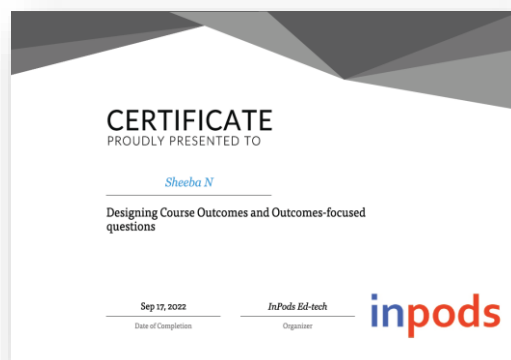 CERTIFICATE
PROUDLY PRESENTED TO
Sheeba N
Designing Course Outcomes and Outcomes-focused
questions
Sep 17, 2022
InPods Ed-tech
Date of Completion
Organizer
inpods